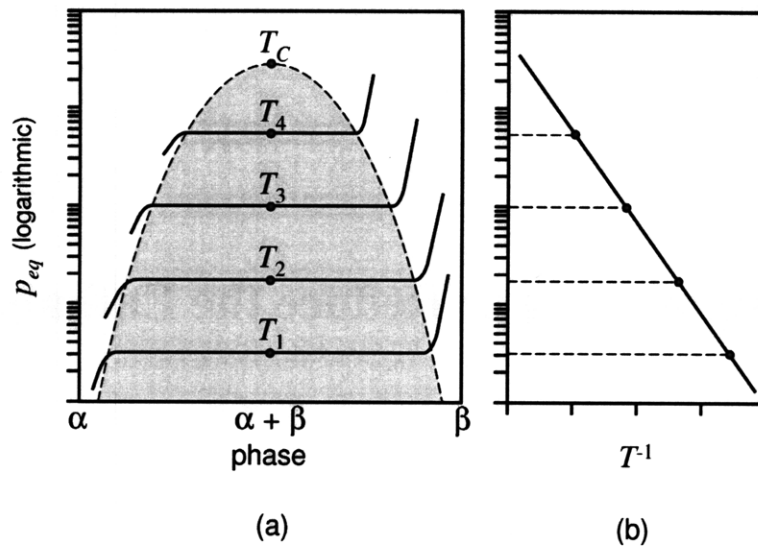 T_C
T_4
T_3
T_2
T_1
p_eq (logarithmic)
α α + β β
phase
T^-1
(a) (b)